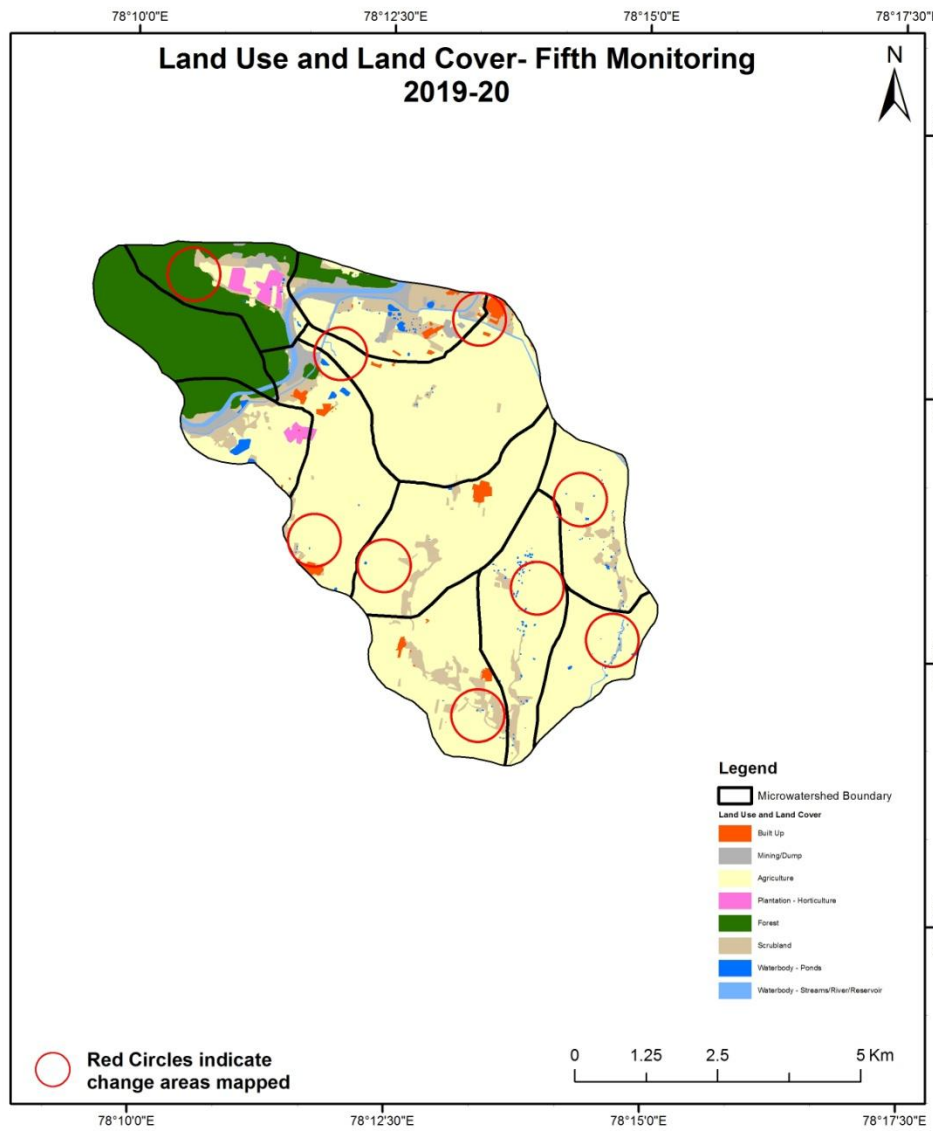 78°10'0"E 78°12'30"E 78°15'0"E 78°17'30"E
Land Use and Land Cover- Fifth Monitoring
2019-20
N
Legend
Microwatershed Boundary
Land Use and Land Cover
Built Up
Mining/Dump
Agriculture
Plantation - Horticulture
Forest
Scrubland
Waterbody - Ponds
Waterbody - Streams/River/Reservoir
Red Circles indicate
change areas mapped
0 1.25 2.5 5 Km
78°10'0"E 78°12'30"E 78°15'0"E 78°17'30"E